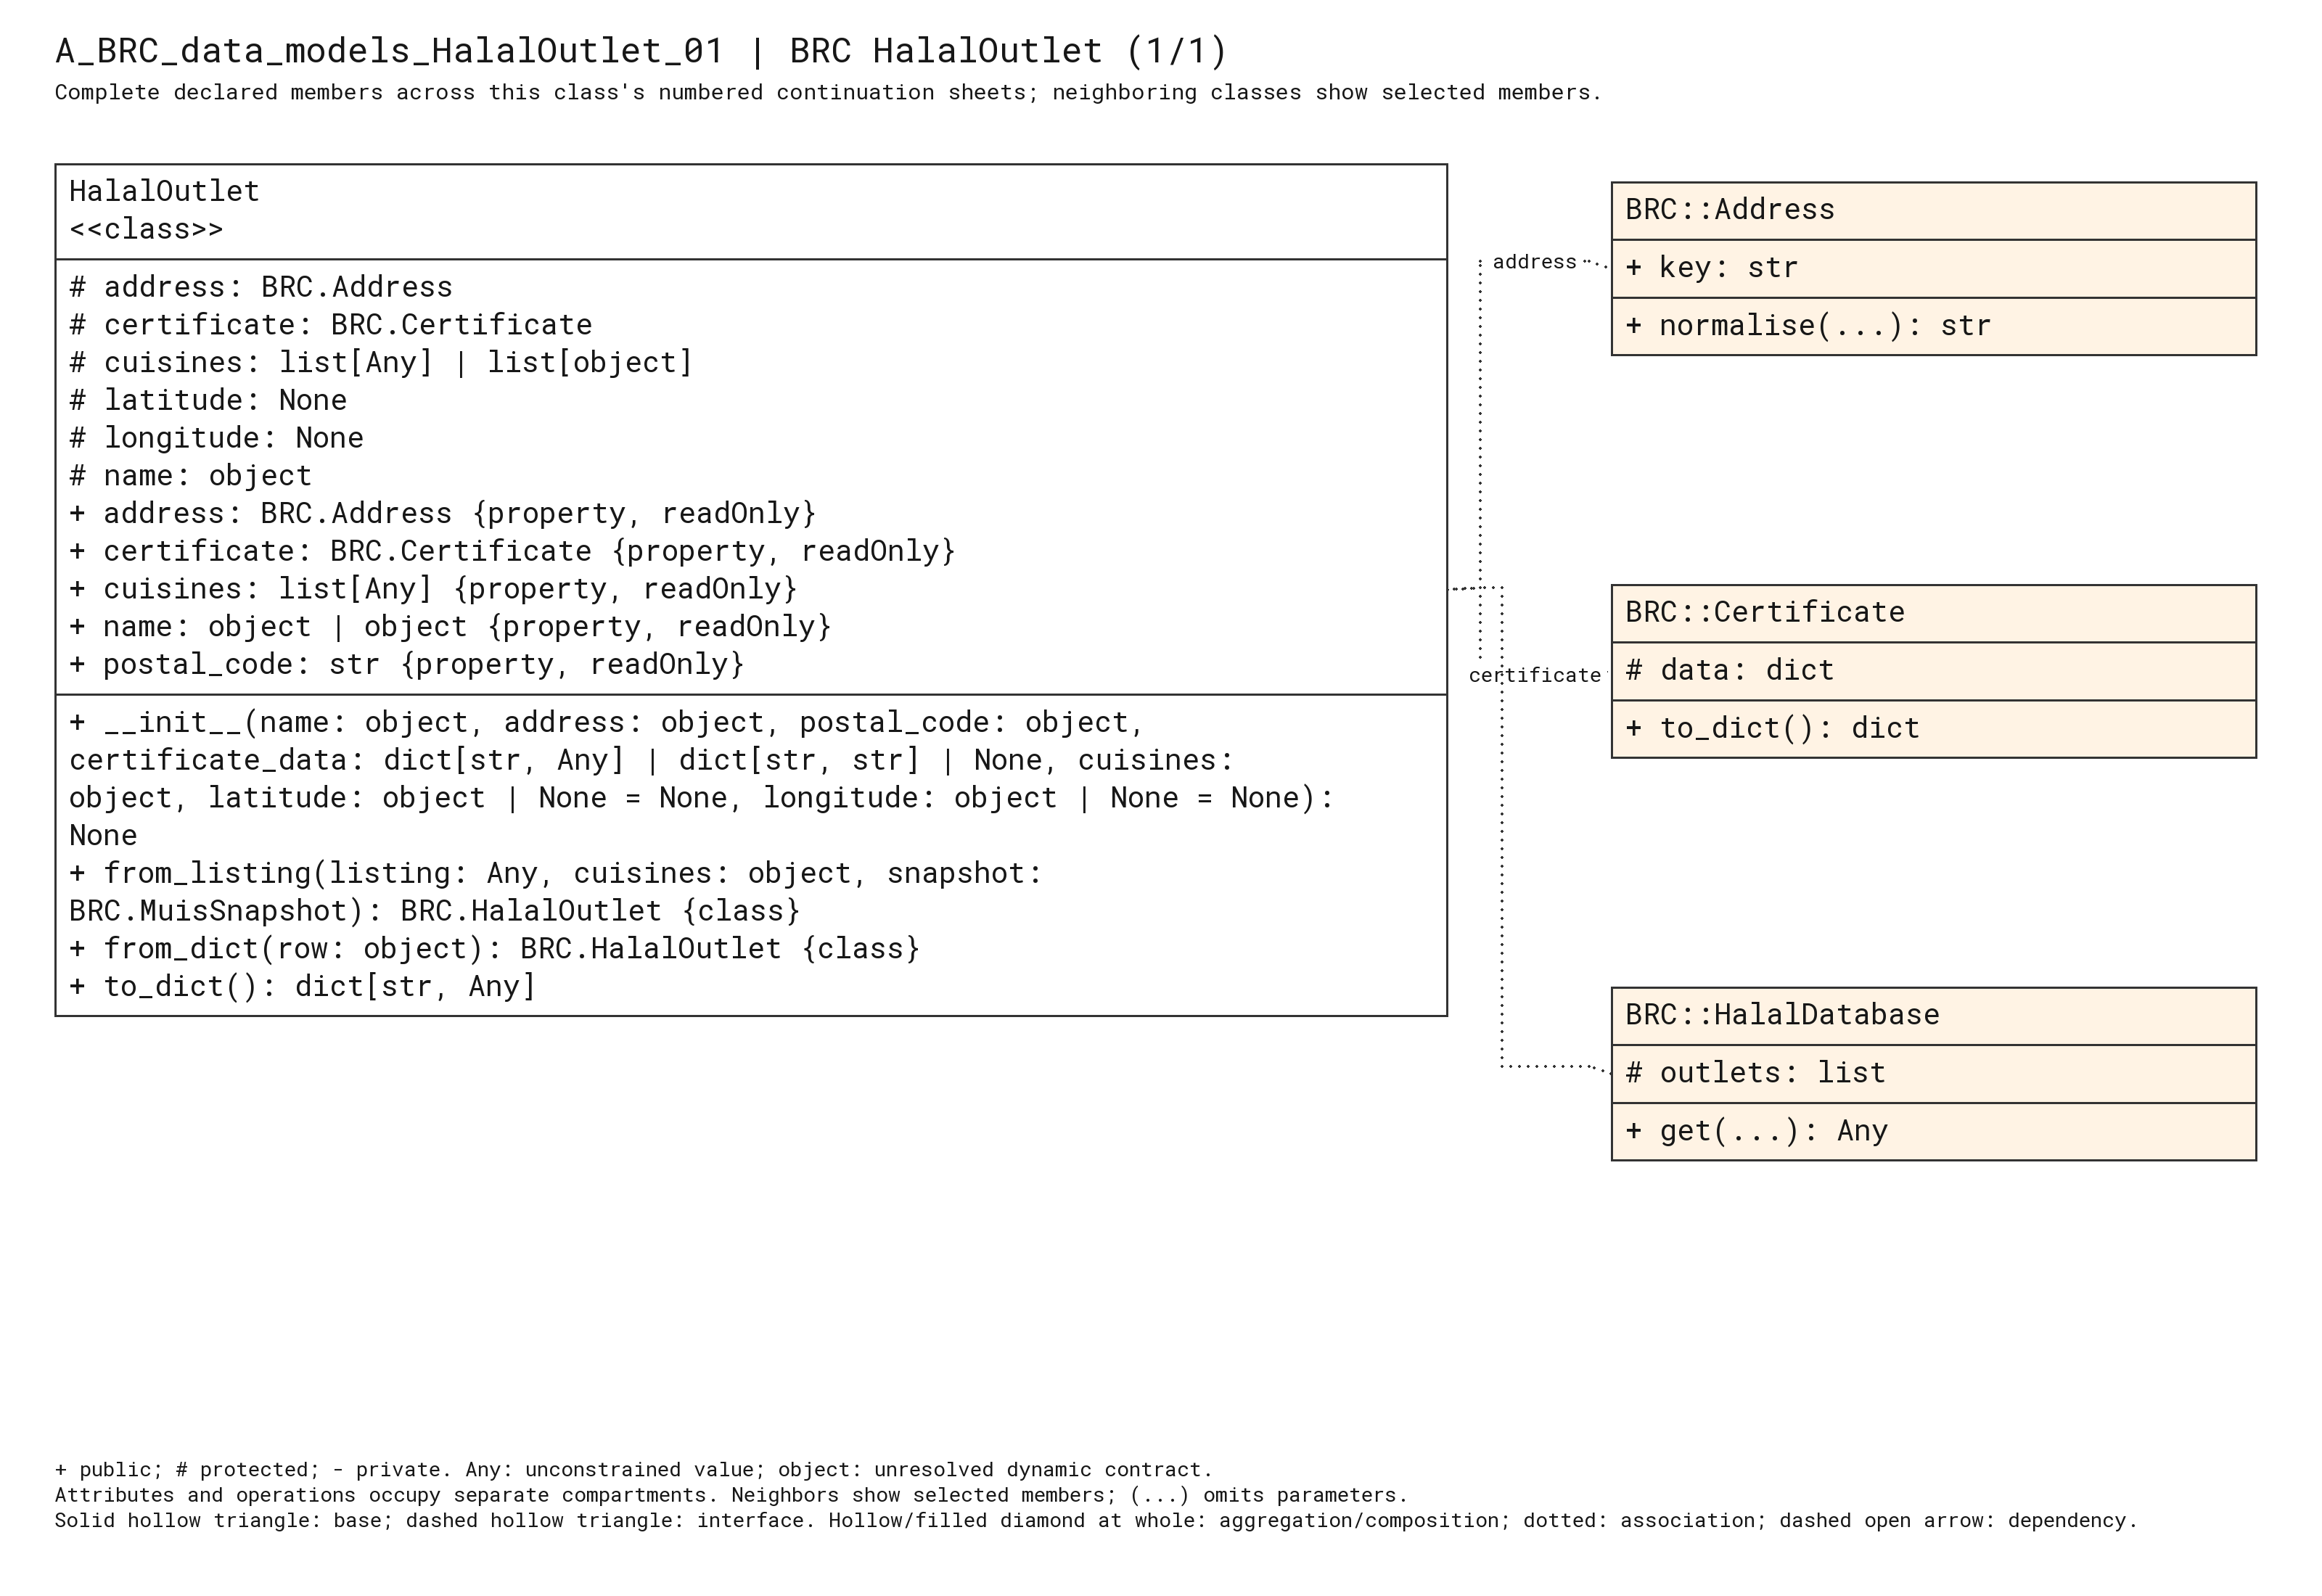 A_BRC_data_models_HalalOutlet_01 | BRC HalalOutlet (1/1)
Complete declared members across this class's numbered continuation sheets; neighboring classes show selected members.
HalalOutlet
<<class>>
# address: BRC.Address
# certificate: BRC.Certificate
# cuisines: list[Any] | list[object]
# latitude: None
# longitude: None
# name: object
+ address: BRC.Address {property, readOnly}
+ certificate: BRC.Certificate {property, readOnly}
+ cuisines: list[Any] {property, readOnly}
+ name: object | object {property, readOnly}
+ postal_code: str {property, readOnly}
+ __init__(name: object, address: object, postal_code: object,
certificate_data: dict[str, Any] | dict[str, str] | None, cuisines:
object, latitude: object | None = None, longitude: object | None = None):
None
+ from_listing(listing: Any, cuisines: object, snapshot:
BRC.MuisSnapshot): BRC.HalalOutlet {class}
+ from_dict(row: object): BRC.HalalOutlet {class}
+ to_dict(): dict[str, Any]
address
certificate
BRC::Address
+ key: str
+ normalise(...): str
BRC::Certificate
# data: dict
+ to_dict(): dict
BRC::HalalDatabase
# outlets: list
+ get(...): Any
+ public; # protected; - private. Any: unconstrained value; object: unresolved dynamic contract.
Attributes and operations occupy separate compartments. Neighbors show selected members; (...) omits parameters.
Solid hollow triangle: base; dashed hollow triangle: interface. Hollow/filled diamond at whole: aggregation/composition; dotted: association; dashed open arrow: dependency.